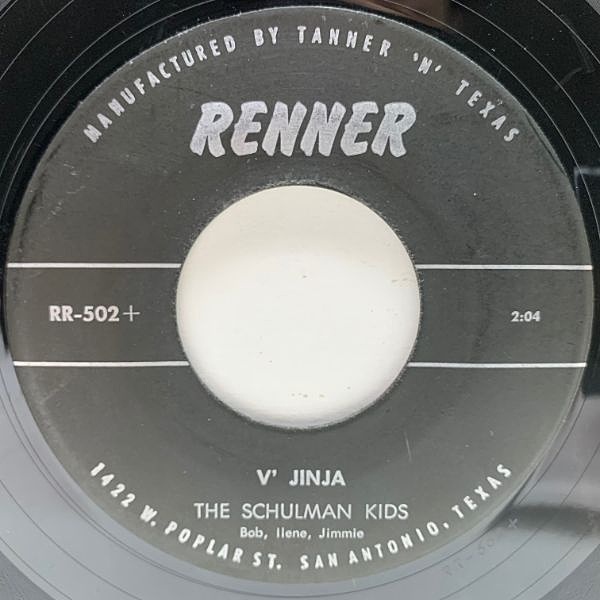 MANUFACTURED BY TANNER 'N' TEXAS
RENNER
RR-502+
2:04
V' JINJA
THE SCHULMAN KIDS
Bob, Ilene, Jimmie
1422 W. POPLAR ST. SAN ANTONIO, TEXAS